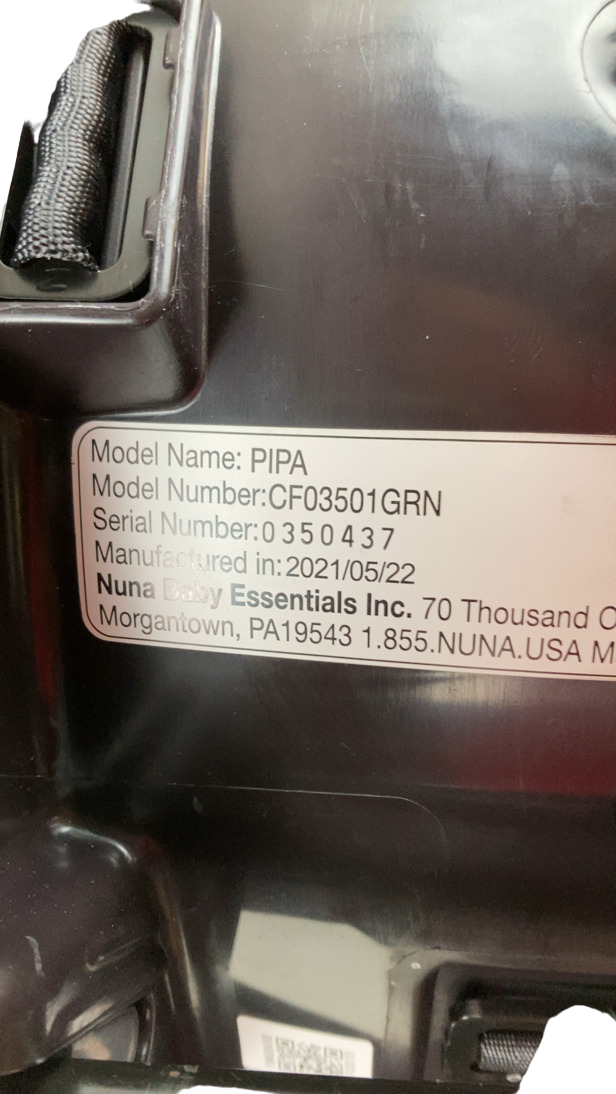 Model Name: PIPA
Model Number:CF03501GRN
Serial Number:0350437
Manufactured in:2021/05/22
Nuna Baby Essentials Inc. 70 Thousand
Morgantown, PA19543 1.855.NUNA.USA